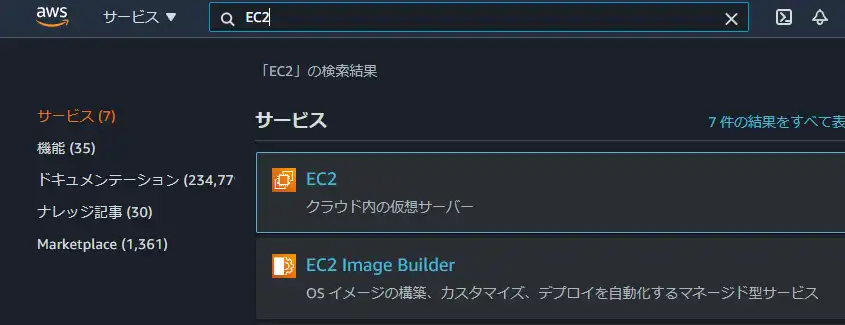 aws サービス ▼ EC2
「EC2」の検索結果
サービス (7)
機能 (35)
ドキュメンテーション (234,77
ナレッジ記事 (30)
Marketplace (1,361)
サービス 7 件の結果をすべて表
EC2
クラウド内の仮想サーバー
EC2 Image Builder
OS イメージの構築、カスタマイズ、デプロイを自動化するマネージド型サービス